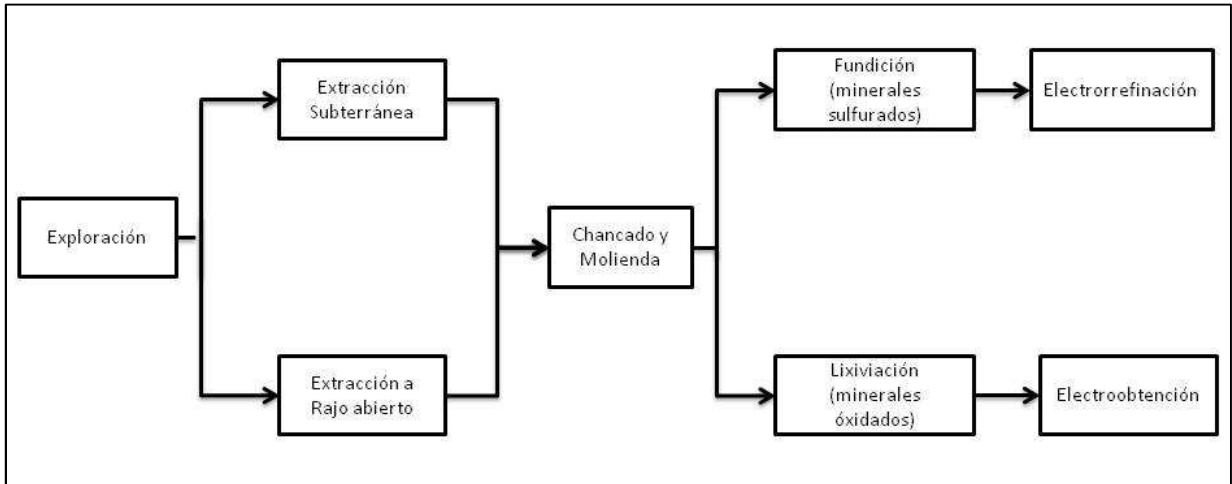 Exploración
Extracción
Subterránea
Extracción a
Rajo abierto
Chancado y
Molienda
Fundición
(minerales
sulfurados)
Electrorrefinación
Lixiviación
(minerales
óxidados)
Electroobtención